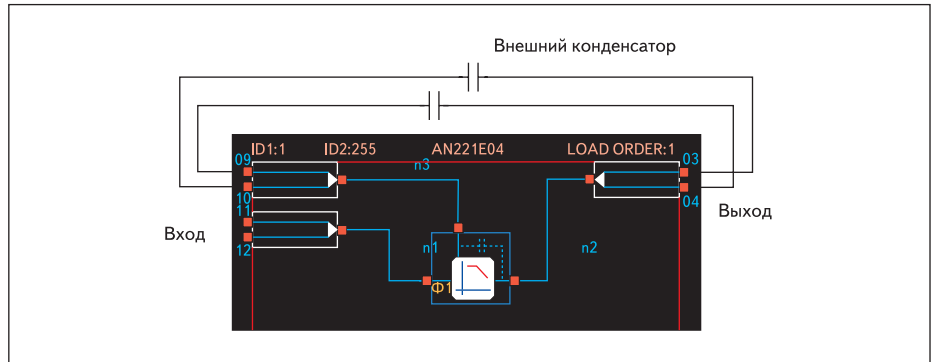 Внешний конденсатор
ID1:1 ID2:255 AN221E04 LOAD ORDER:1
09 n3 03
10 04
11 Выход
Вход n1 n2
12
Ф1